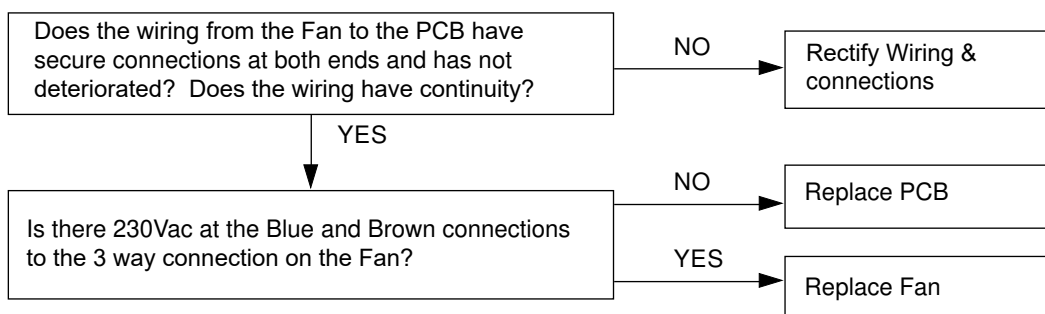 Does the wiring from the Fan to the PCB have
secure connections at both ends and has not
deteriorated?  Does the wiring have continuity?
NO
Rectify Wiring &
connections
YES
Is there 230Vac at the Blue and Brown connections
to the 3 way connection on the Fan?
NO
Replace PCB
YES
Replace Fan